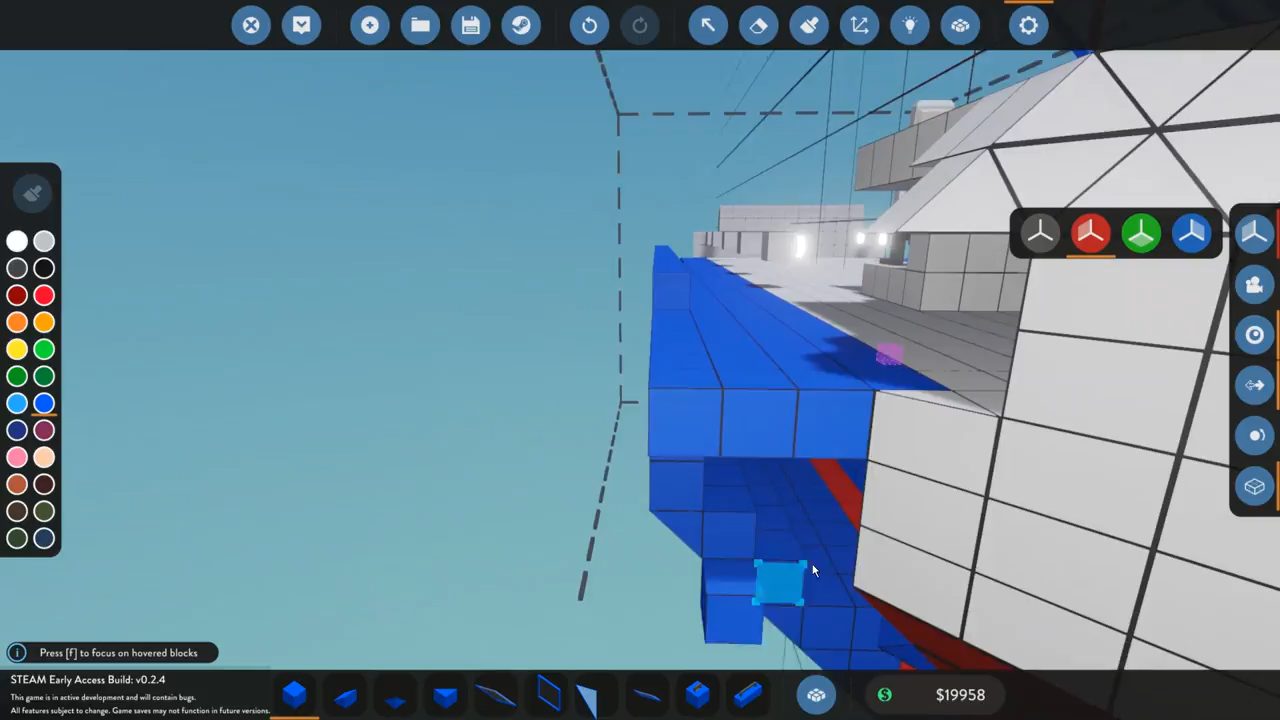 Press [f] to focus on hovered blocks
STEAM Early Access Build: v0.2.4
This game is in active development and will contain bugs.
All features subject to change. Game saves may not function in future versions.
$19958